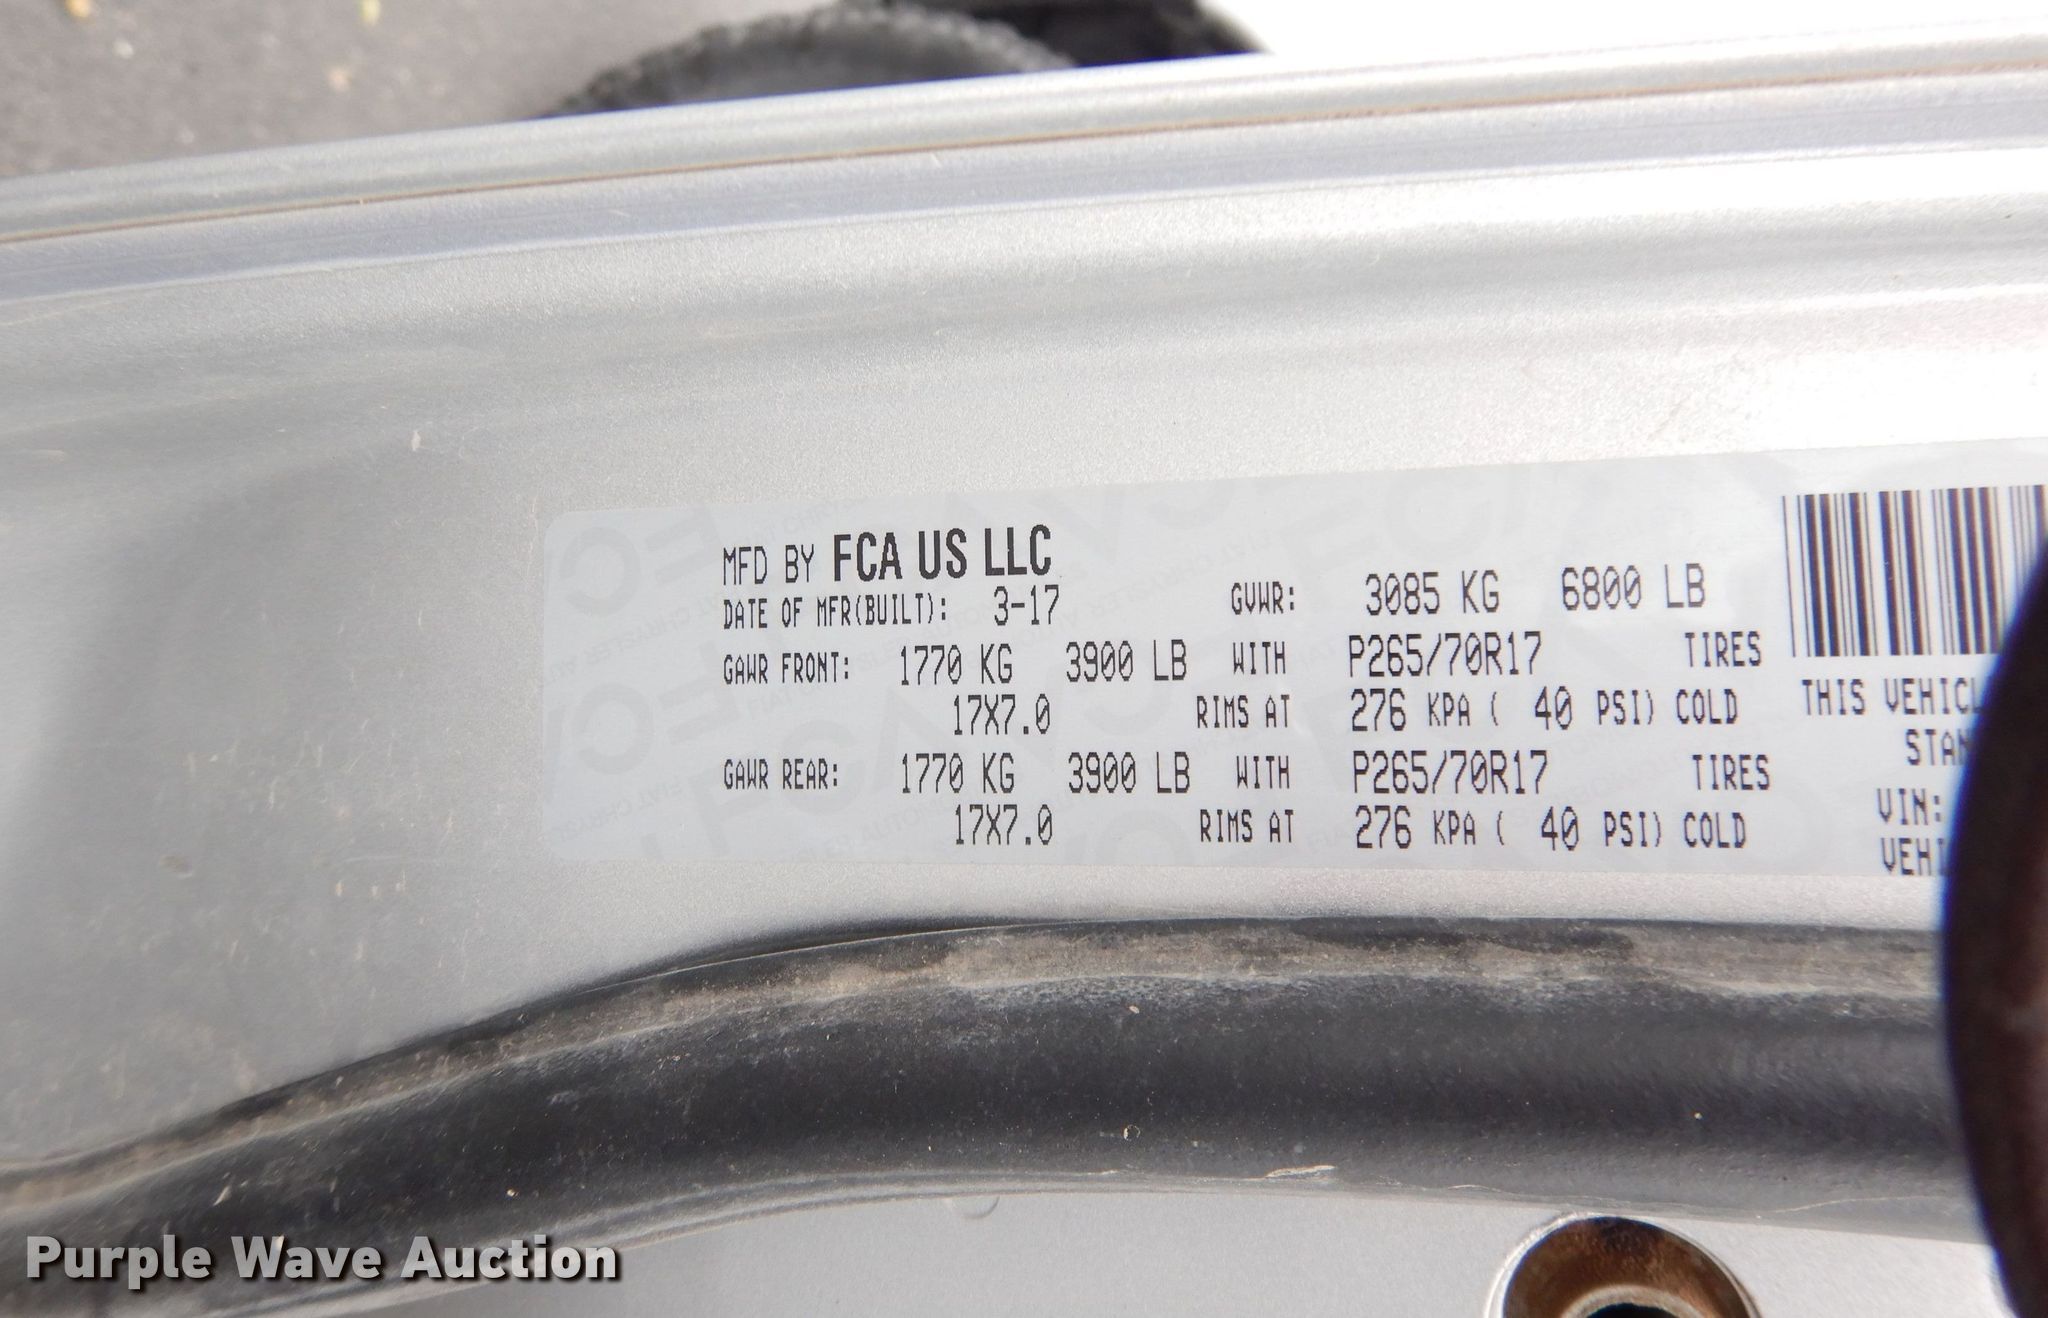 MFD BY FCA US LLC
DATE OF MFR(BUILT): 3-17 GVWR: 3085 KG 6800 LB
GAWR FRONT: 1770 KG 3900 LB WITH P265/70R17 TIRES
17X7.0 RIMS AT 276 KPA ( 40 PSI) COLD
GAWR REAR: 1770 KG 3900 LB WITH P265/70R17 TIRES
17X7.0 RIMS AT 276 KPA ( 40 PSI) COLD
THIS
VIN:
Purple Wave Auction